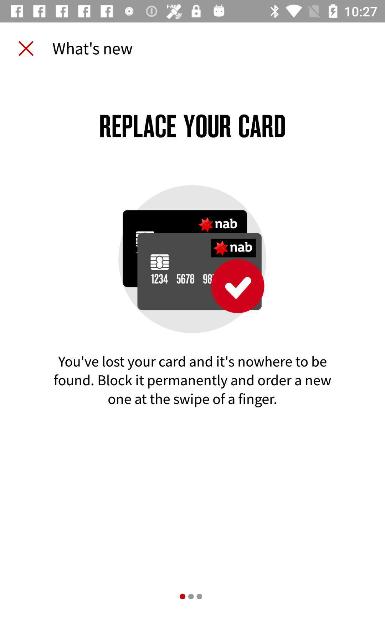 10:27
What's new
REPLACE YOUR CARD
nab
nab
1234 5678 98
You've lost your card and it's nowhere to be
found. Block it permanently and order a new
one at the swipe of a finger.